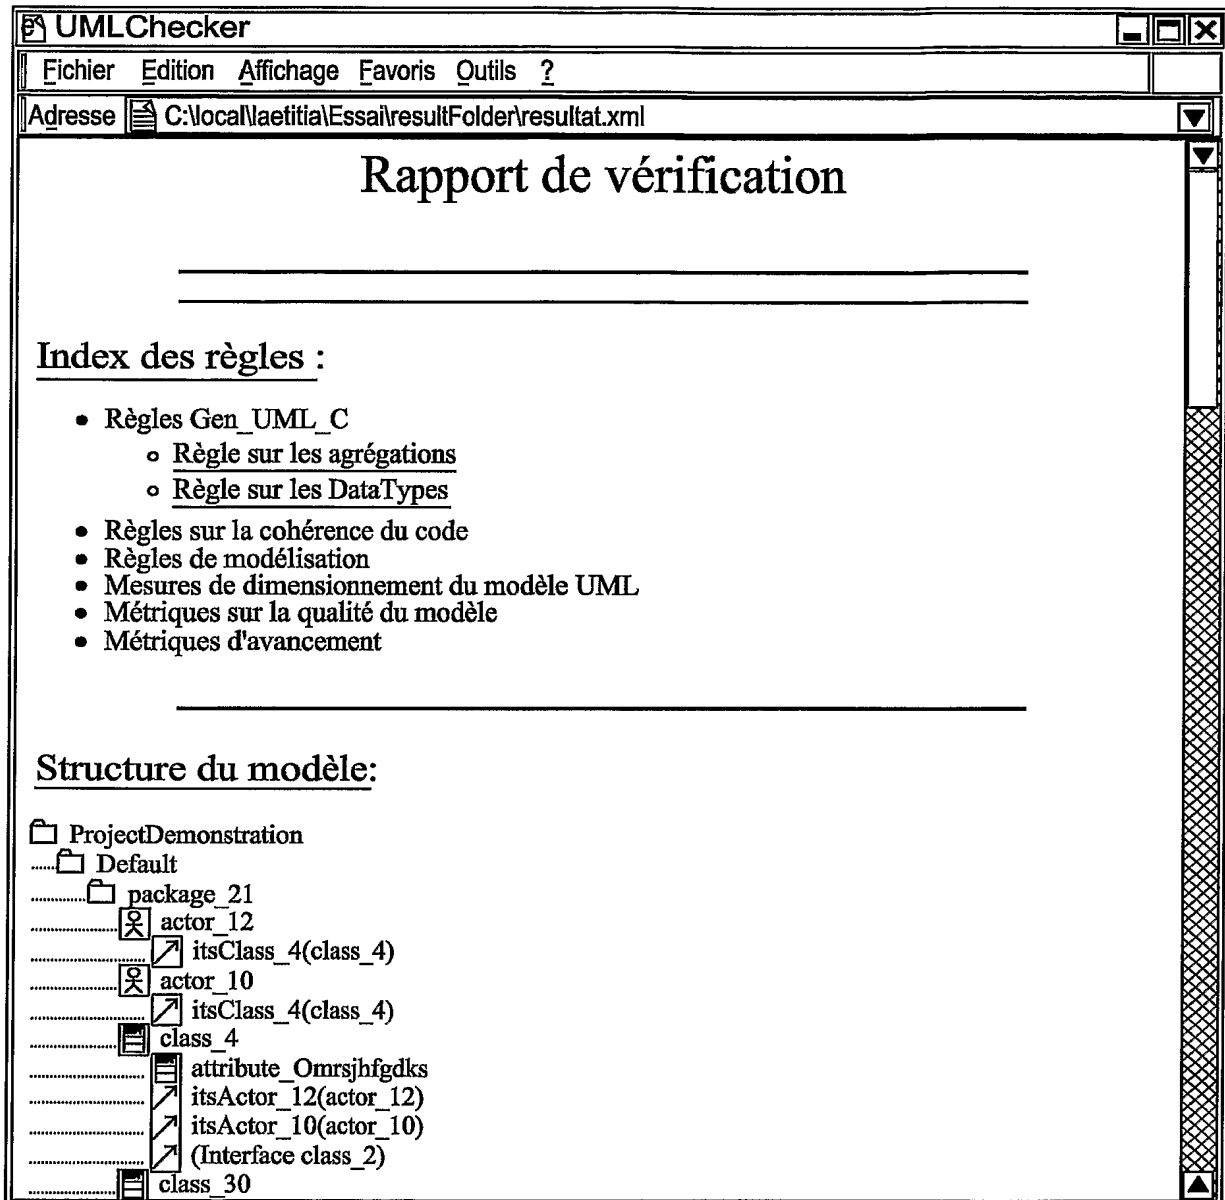 UMLChecker
Fichier Edition Affichage Favoris Outils ?
Adresse C:\local\laetitia\Essai\resultFolder\resultat.xml
Rapport de vérification
Index des règles :
• Règles Gen_UML_C
o Règle sur les agrégations
o Règle sur les DataTypes
• Règles sur la cohérence du code
• Règles de modélisation
• Mesures de dimensionnement du modèle UML
• Métriques sur la qualité du modèle
• Métriques d'avancement
Structure du modèle:
ProjectDemonstration
Default
package_21
actor_12
itsClass_4(class_4)
actor_10
itsClass_4(class_4)
class_4
attribute_Omrsjhfgdks
itsActor_12(actor_12)
itsActor_10(actor_10)
(Interface class_2)
class_30